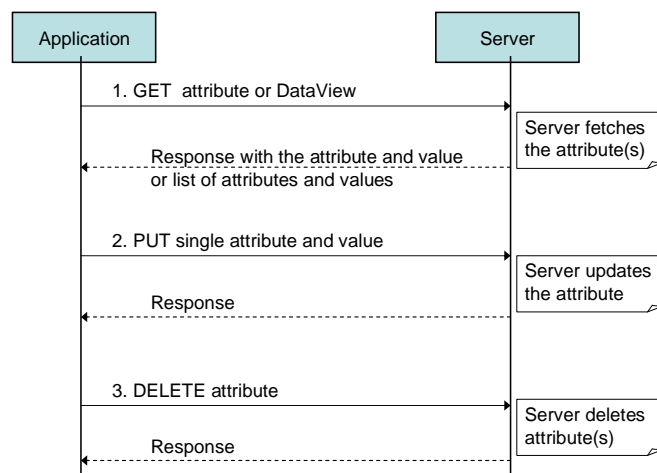 Application
Server
1. GET attribute or DataView
Server fetches
the attribute(s)
Response with the attribute and value
or list of attributes and values
2. PUT single attribute and value
Server updates
the attribute
Response
3. DELETE attribute
Server deletes
attribute(s)
Response